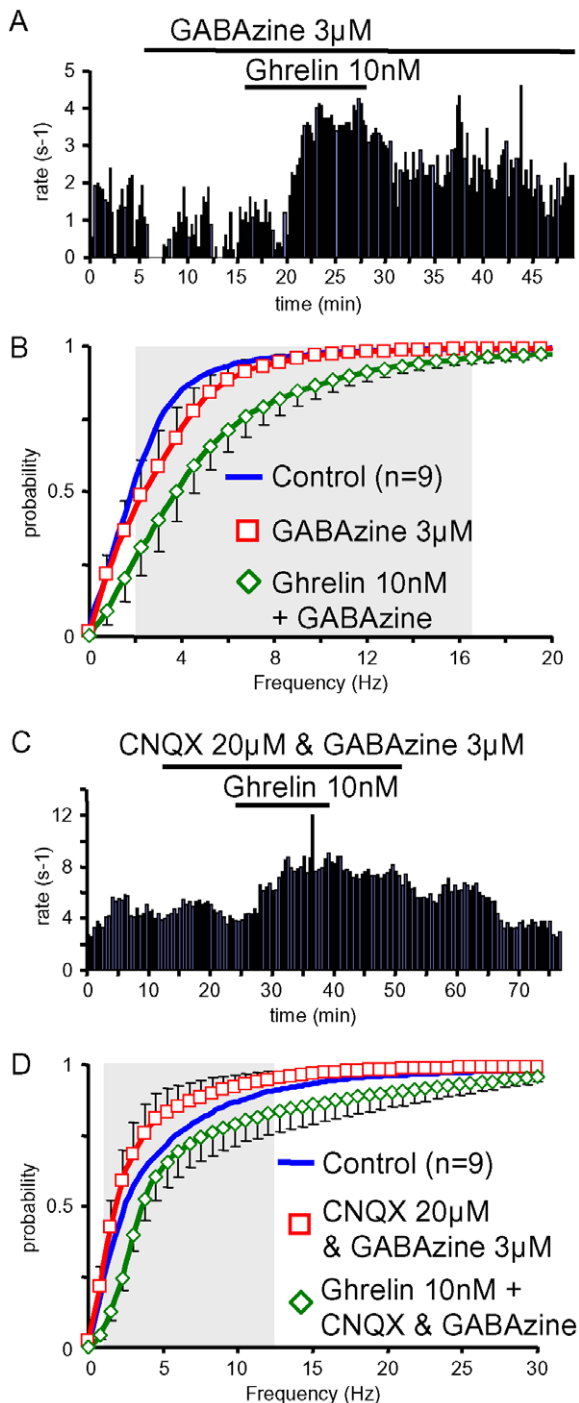 A
GABAzine 3µM
Ghrelin 10nM
rate (s-1)
5
4
3
2
1
0
0 5 10 15 20 25 30 35 40 45
time (min)
B
probability
1
0.5
0
Control (n=9)
GABAzine 3µM
Ghrelin 10nM
+ GABAzine
0 4 8 12 16 20
Frequency (Hz)
C
CNQX 20µM & GABAzine 3µM
Ghrelin 10nM
rate (s-1)
12
8
4
0
0 10 20 30 40 50 60 70
time (min)
D
probability
1
0.5
0
Control (n=9)
CNQX 20µM
& GABAzine 3µM
Ghrelin 10nM +
CNQX & GABAzine
0 5 10 15 20 25 30
Frequency (Hz)